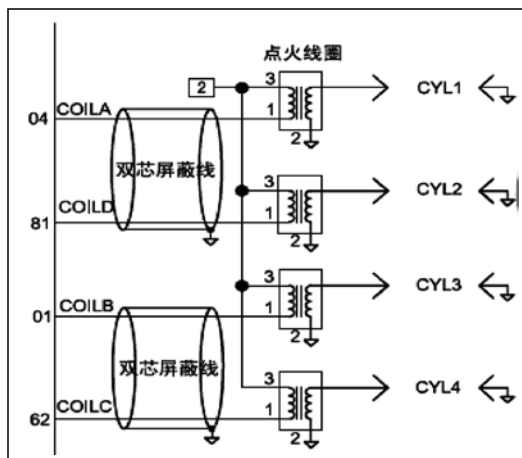 点火线圈
2 3 CYL1
04 COILA 1
2
双芯屏蔽线
3 CYL2
81 COILD 1
2
3 CYL3
01 COILB 1
2
双芯屏蔽线
3 CYL4
62 COILC 1
2